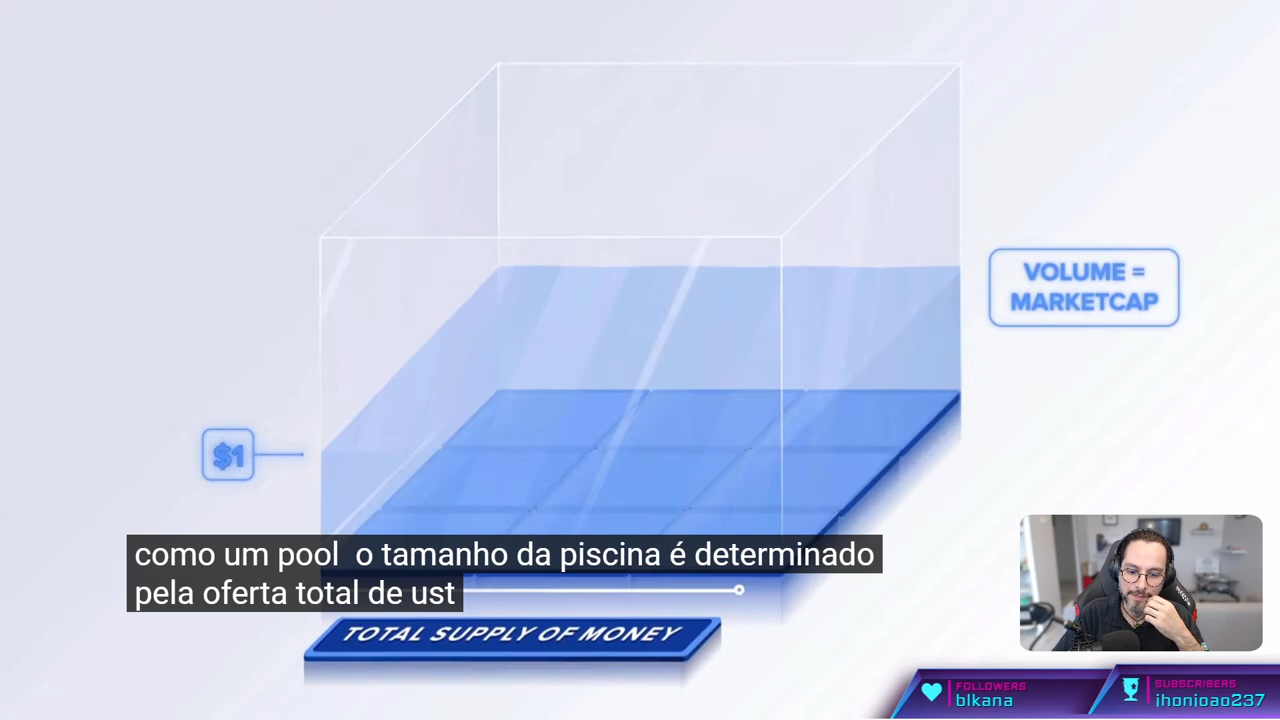 VOLUME =
MARKETCAP
$1
como um pool o tamanho da piscina é determinado
pela oferta total de ust
TOTAL SUPPLY OF MONEY
FOLLOWERS
blkana
SUBSCRIBERS
jhonjoao237